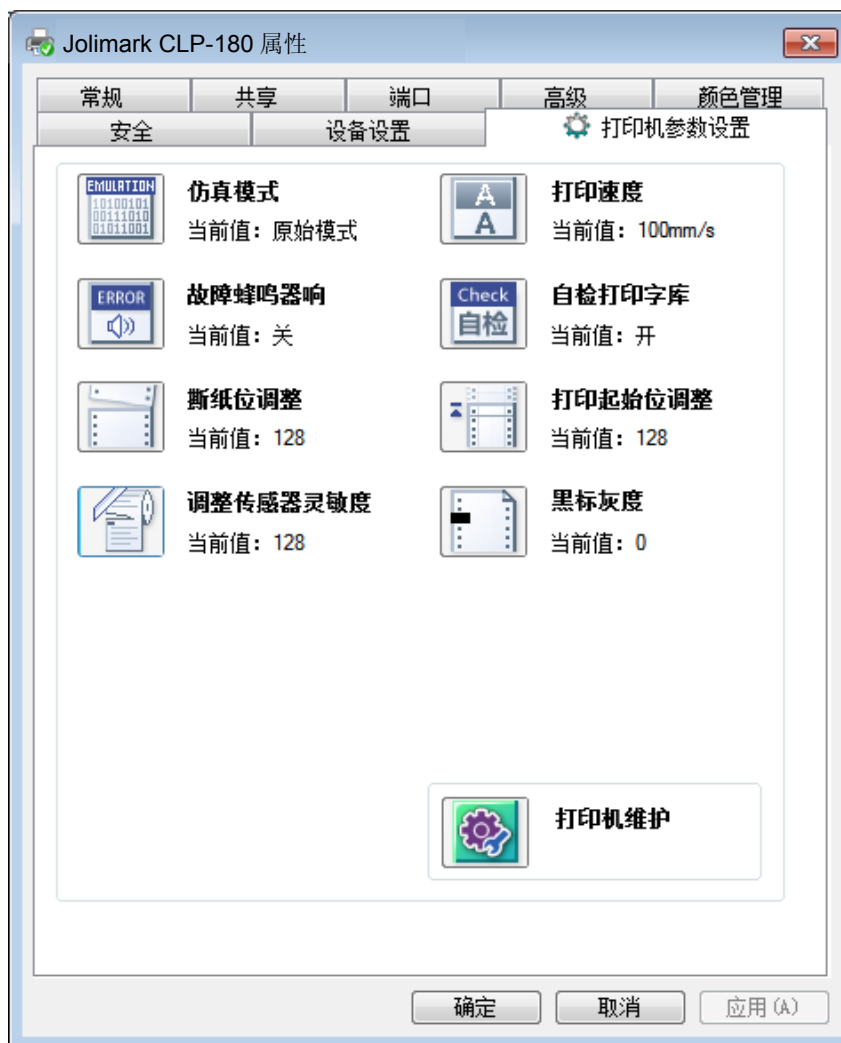 Jolimark CLP-180 属性
常规 共享 端口 高级 颜色管理
安全 设备设置 打印机参数设置
EMULATION
10100101
00111010
01011001
仿真模式
当前值：原始模式
A
A
打印速度
当前值：100mm/s
ERROR
故障蜂鸣器响
当前值：关
Check
自检
自检打印字库
当前值：开
撕纸位调整
当前值：128
打印起始位调整
当前值：128
调整传感器灵敏度
当前值：128
黑标灰度
当前值：0
打印机维护
确定 取消 应用(A)